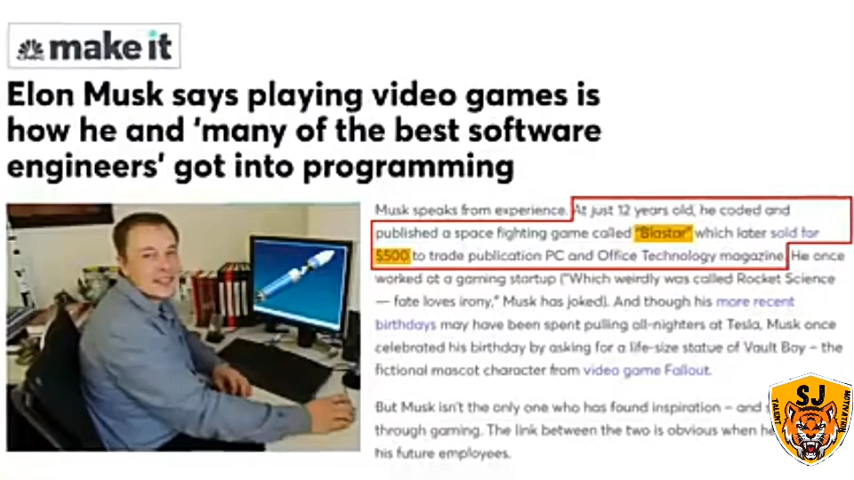 make it
Elon Musk says playing video games is
how he and ‘many of the best software
engineers’ got into programming
Musk speaks from experience. At just 12 years old, he coded and
published a space fighting game called "Blastar" which later sold for
$500 to trade publication PC and Office Technology magazine. He once
worked at a gaming startup ("Which weirdly was called Rocket Science
— fate loves irony," Musk has joked). And though his more recent
birthdays may have been spent pulling all-nighters at Tesla, Musk once
celebrated his birthday by asking for a life-size statue of Vault Boy – the
fictional mascot character from video game Fallout.
But Musk isn't the only one who has found inspiration – and
through gaming. The link between the two is obvious when
his future employees.
SJ
TALENT
MOTIVATION